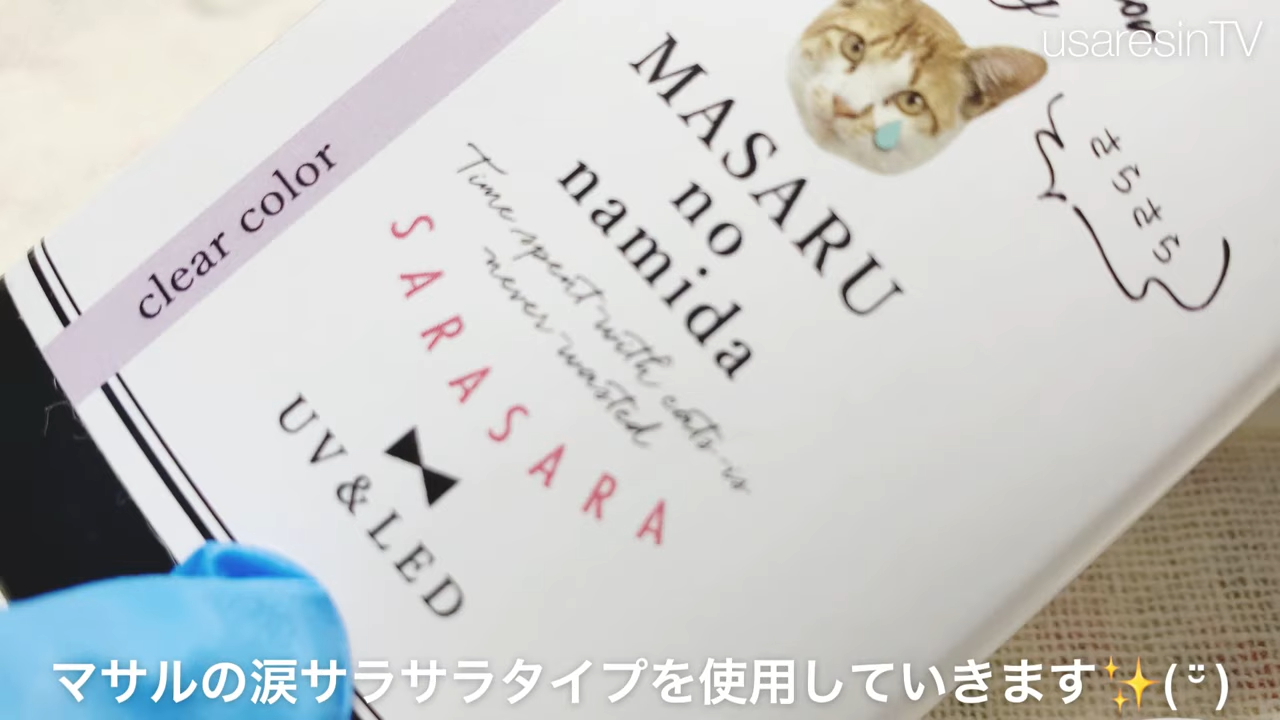 usaresinTV
MASARU
no
namida
さらさら
Time spent with cats is
never wasted
SARASARA
UV&LED
clear color
マサルの涙サラサラタイプを使用していきます✨( ¨̮ )